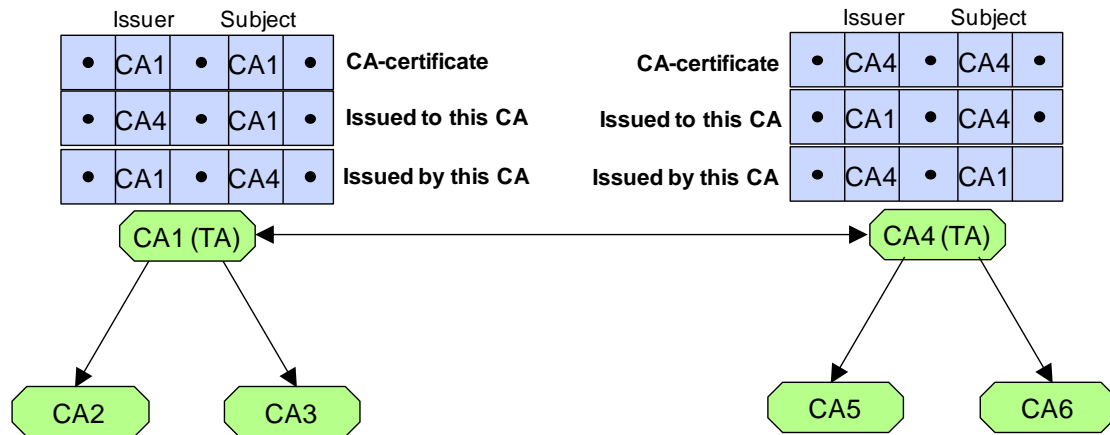 Issuer Subject
• CA1 • CA1 • CA-certificate
• CA4 • CA1 • Issued to this CA
• CA1 • CA4 • Issued by this CA
CA1 (TA)
CA2
CA3
Issuer Subject
CA-certificate • CA4 • CA4 •
Issued to this CA • CA1 • CA4 •
Issued by this CA • CA4 • CA1
CA4 (TA)
CA5
CA6